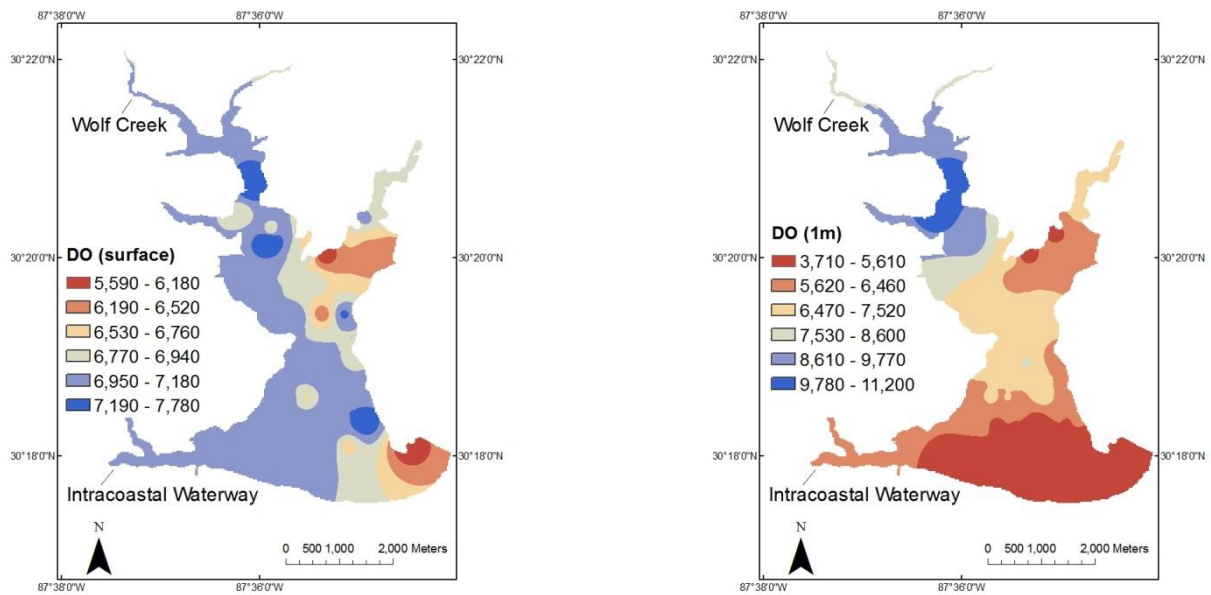 87°38'0"W 87°36'0"W
30°22'0"N 30°22'0"N
Wolf Creek
DO (surface)
30°20'0"N 30°20'0"N
5,590 - 6,180
6,190 - 6,520
6,530 - 6,760
6,770 - 6,940
6,950 - 7,180
7,190 - 7,780
30°18'0"N 30°18'0"N
Intracoastal Waterway
N
0 500 1,000 2,000 Meters
87°38'0"W 87°36'0"W
87°38'0"W 87°36'0"W
30°22'0"N 30°22'0"N
Wolf Creek
DO (1m)
30°20'0"N 30°20'0"N
3,710 - 5,610
5,620 - 6,460
6,470 - 7,520
7,530 - 8,600
8,610 - 9,770
9,780 - 11,200
30°18'0"N 30°18'0"N
Intracoastal Waterway
N
0 500 1,000 2,000 Meters
87°38'0"W 87°36'0"W